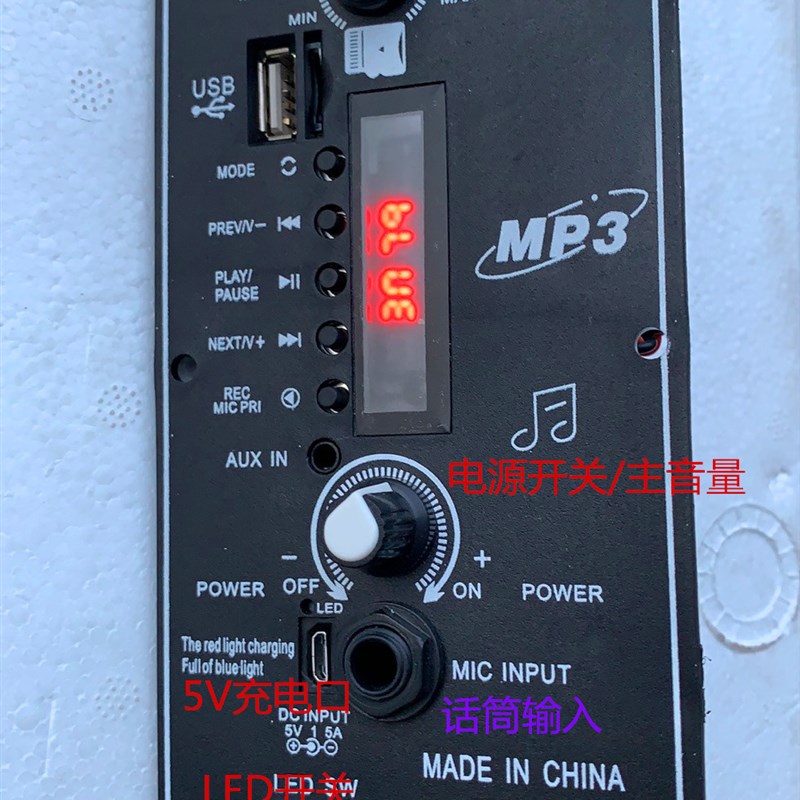 MIN
USB
MODE
PREV/V-
PLAY/
PAUSE
MP3
NEXT/V+
REC
MIC PRI
AUX IN
电源开关/主音量
- +
POWER OFF ON POWER
LED
The red light charging
Full of blue light
MIC INPUT
5V充电口
话筒输入
DC INPUT
5V 1 5A
MADE IN CHINA
LED开关
LED SW